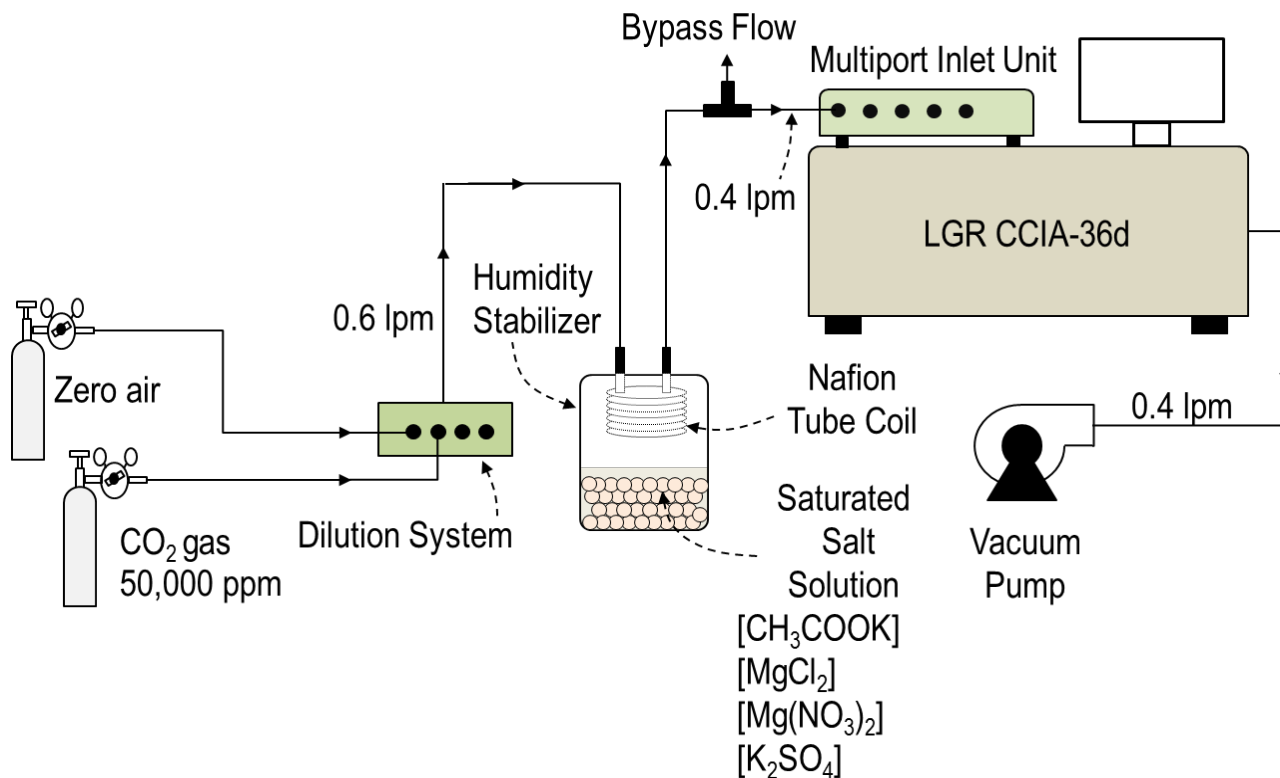 Bypass Flow
Multiport Inlet Unit
0.4 lpm
LGR CCIA-36d
Humidity
Stabilizer
0.6 lpm
Zero air
Nafion
Tube Coil
0.4 lpm
CO₂ gas
50,000 ppm
Dilution System
Saturated
Salt
Solution
[CH₃COOK]
[MgCl₂]
[Mg(NO₃)₂]
[K₂SO₄]
Vacuum
Pump